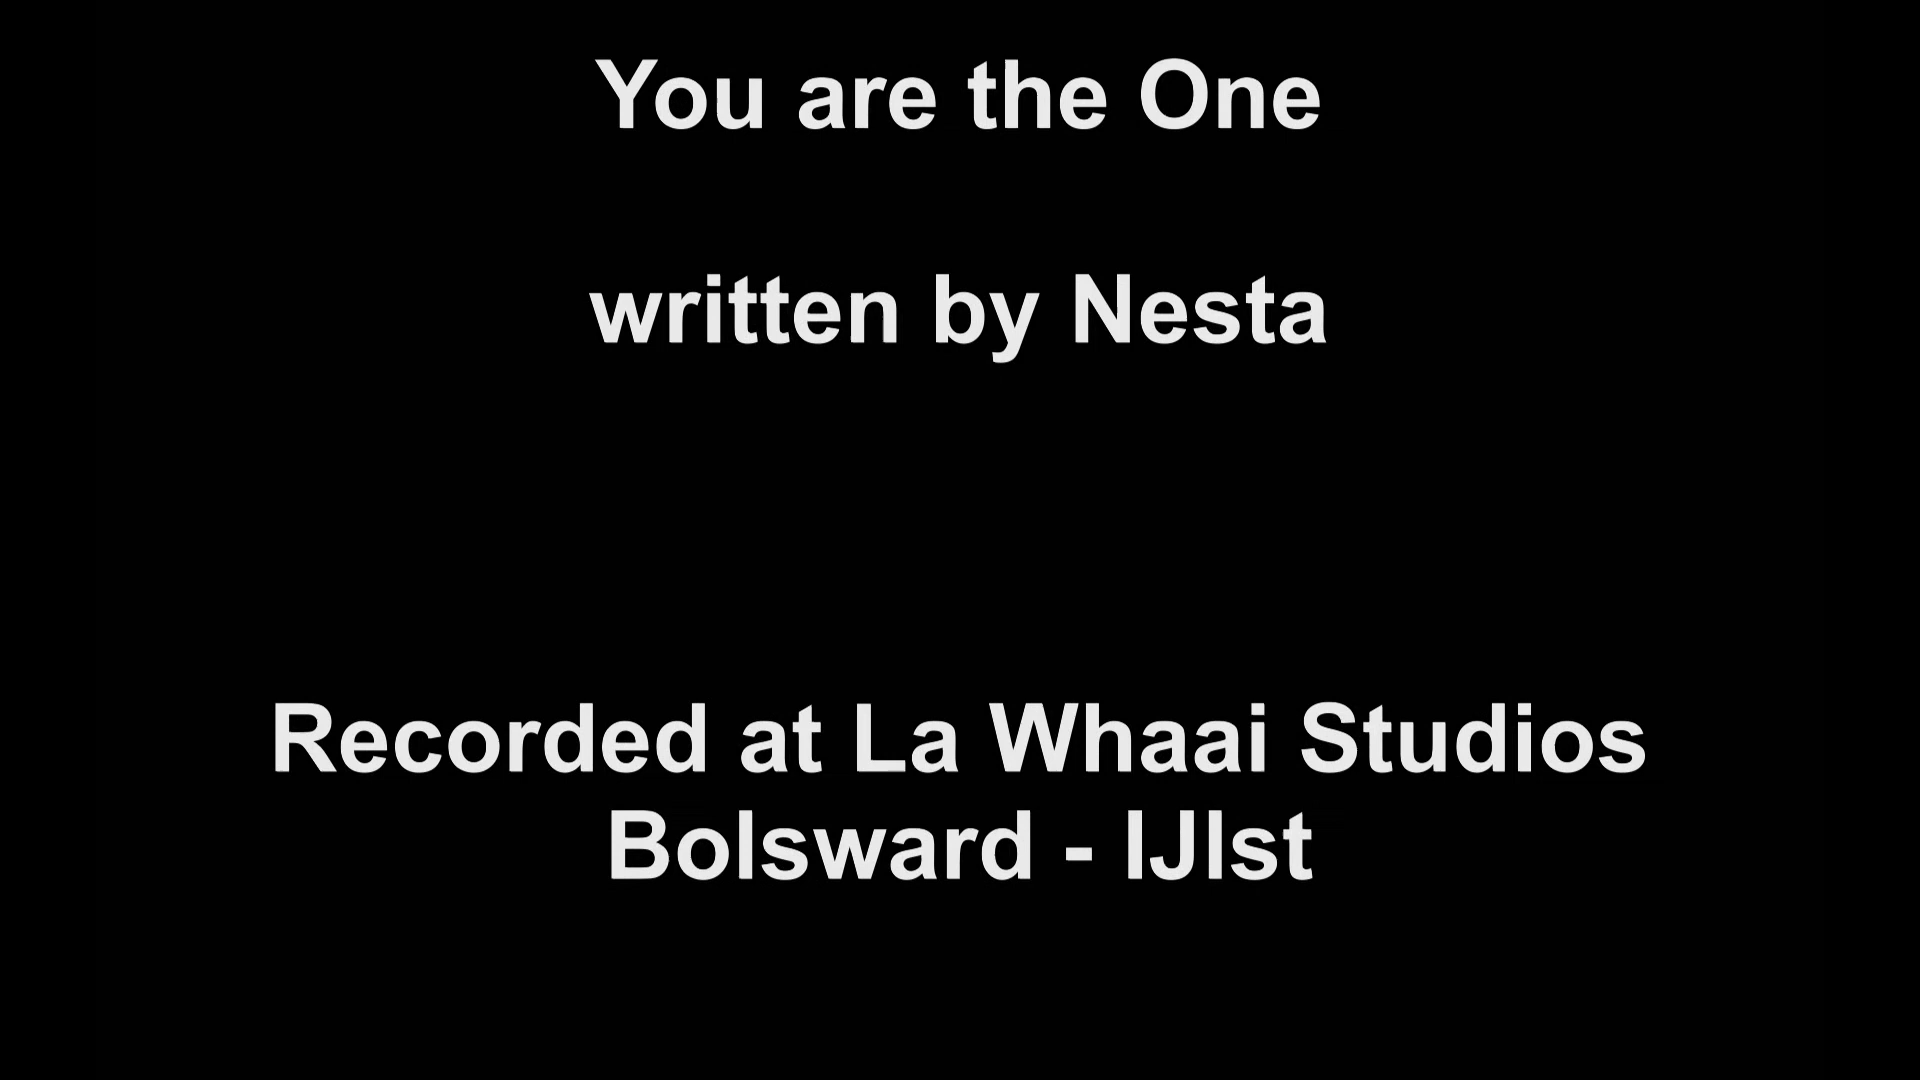 You are the One
written by Nesta
Recorded at La Whaai Studios
Bolsward - IJlst